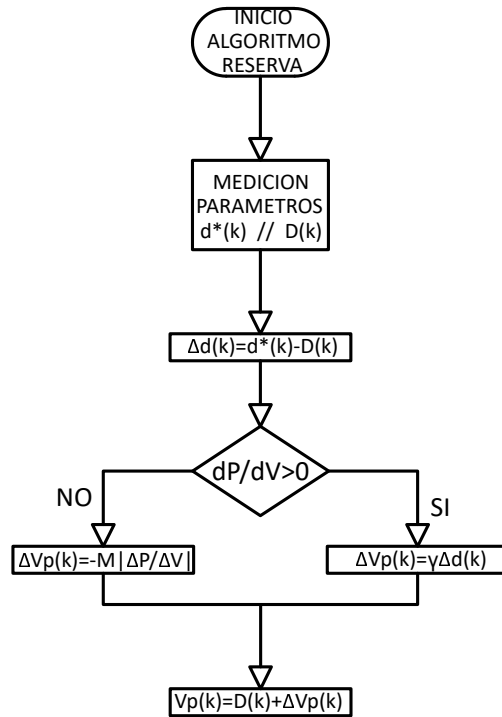 INICIO
ALGORITMO
RESERVA
MEDICION
PARAMETROS
d*(k) // D(k)
Δd(k)=d*(k)-D(k)
dP/dV>0
NO
SI
ΔVp(k)=-M|ΔP/ΔV|
ΔVp(k)=γΔd(k)
Vp(k)=D(k)+ΔVp(k)